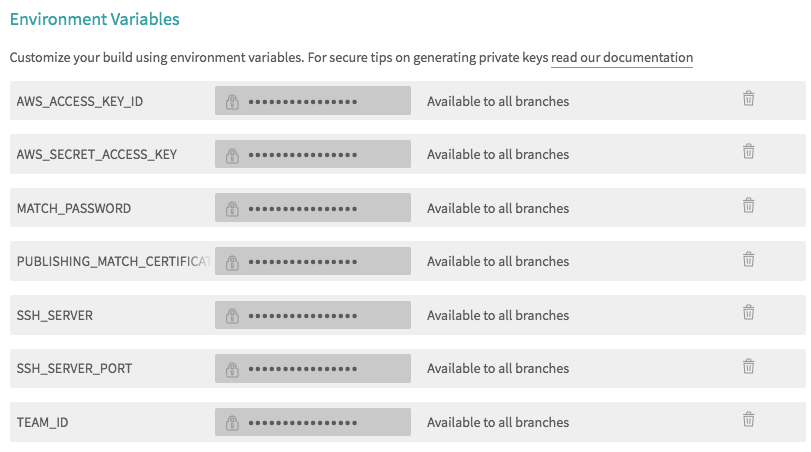 Environment Variables
Customize your build using environment variables. For secure tips on generating private keys read our documentation
AWS_ACCESS_KEY_ID •••••••••••••••• Available to all branches
AWS_SECRET_ACCESS_KEY •••••••••••••••• Available to all branches
MATCH_PASSWORD •••••••••••••••• Available to all branches
PUBLISHING_MATCH_CERTIFICAT •••••••••••••••• Available to all branches
SSH_SERVER •••••••••••••••• Available to all branches
SSH_SERVER_PORT •••••••••••••••• Available to all branches
TEAM_ID •••••••••••••••• Available to all branches